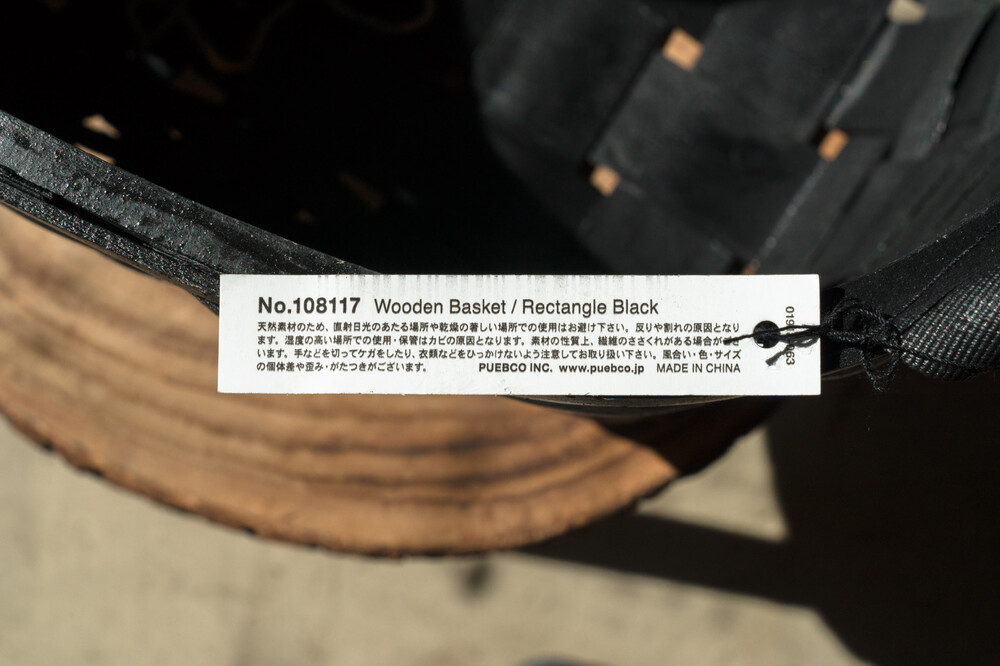 No.108117 Wooden Basket / Rectangle Black
天然素材のため、直射日光のあたる場所や乾燥の著しい場所での使用はお避け下さい。反りや割れの原因となり
ます。湿度の高い場所での使用・保管はカビの原因となります。素材の性質上、繊維のささくれがある場合が
います。手などを切ってケガをしたり、衣類などをひっかけないよう注意してお取り扱い下さい。風合い・色・サイズ
の個体差や歪み・がたつきがございます。 PUEBCO INC. www.puebco.jp MADE IN CHINA